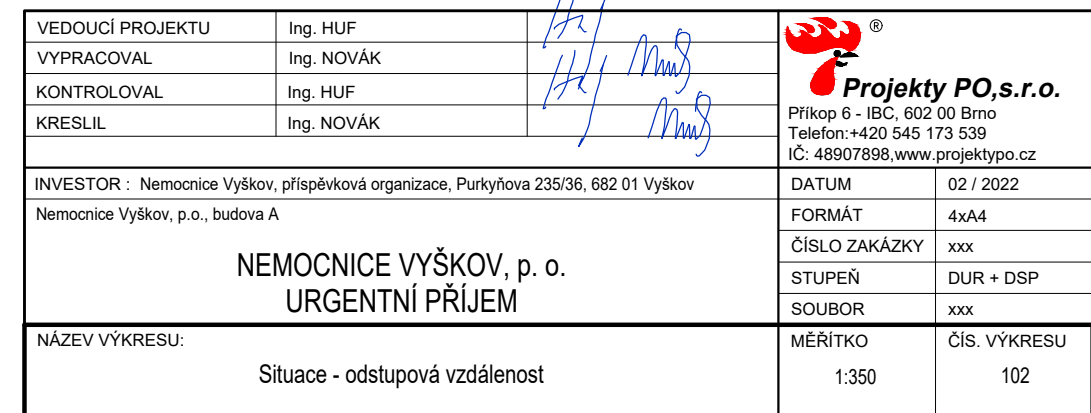 VEDOUCÍ PROJEKTU Ing. HUF
VYPRACOVAL Ing. NOVÁK
KONTROLOVAL Ing. HUF
KRESLIL Ing. NOVÁK
®
Projekty PO,s.r.o.
Příkop 6 - IBC, 602 00 Brno
Telefon:+420 545 173 539
IČ: 48907898,www.projektypo.cz
INVESTOR : Nemocnice Vyškov, příspěvková organizace, Purkyňova 235/36, 682 01 Vyškov
Nemocnice Vyškov, p.o., budova A
NEMOCNICE VYŠKOV, p. o.
URGENTNÍ PŘÍJEM
DATUM 02 / 2022
FORMÁT 4xA4
ČÍSLO ZAKÁZKY xxx
STUPEŇ DUR + DSP
SOUBOR xxx
NÁZEV VÝKRESU:
Situace - odstupová vzdálenost
MĚŘÍTKO ČÍS. VÝKRESU
1:350 102